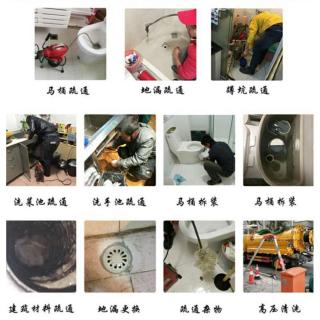 马桶疏通 地漏疏通 蹲坑疏通
洗菜池疏通 洗手池疏通 马桶拆装 马桶拆装
建筑材料疏通 地漏更换 疏通杂物 高压清洗